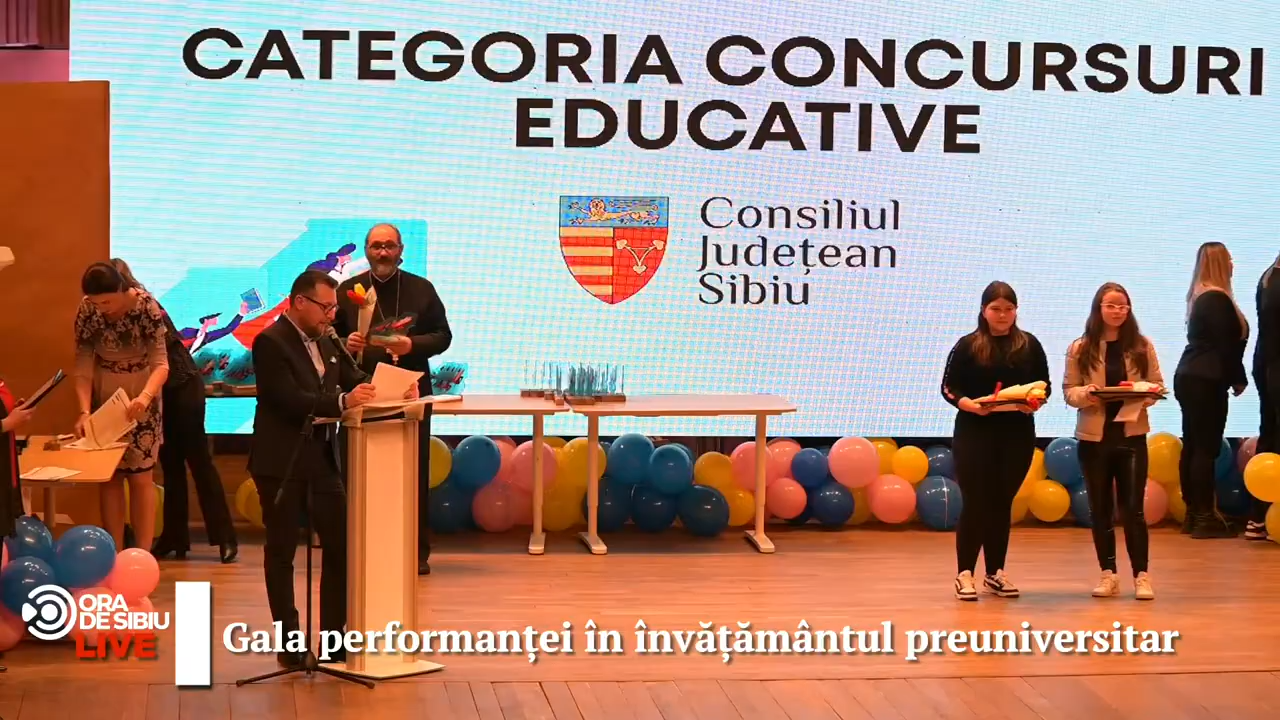 CATEGORIA CONCURSURI
EDUCATIVE
Consiliul
Județean
Sibiu
ORA
DE SIBIU
LIVE
Gala performanței în învățământul preuniversitar